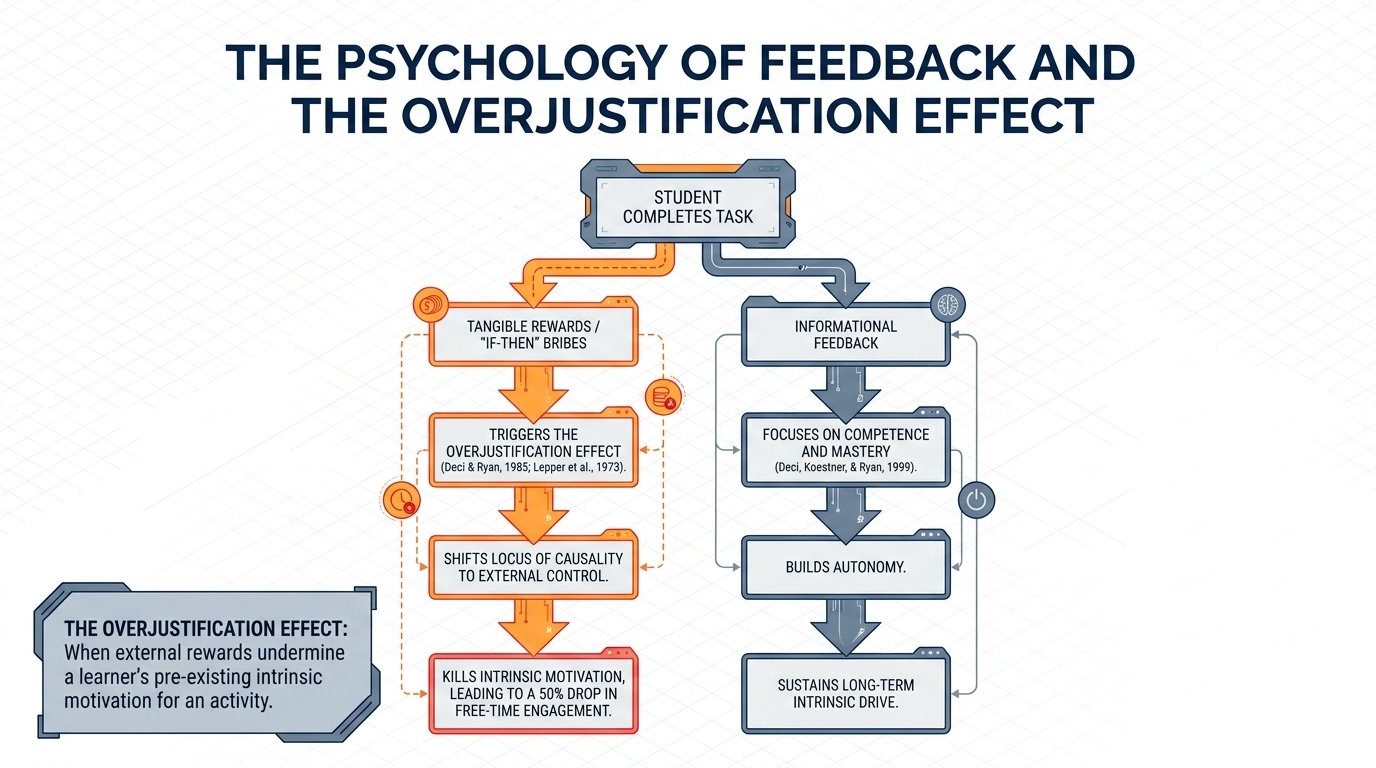 THE PSYCHOLOGY OF FEEDBACK AND
THE OVERJUSTIFICATION EFFECT
STUDENT
COMPLETES TASK
TANGIBLE REWARDS /
"IF-THEN" BRIBES
TRIGGERS THE
OVERJUSTIFICATION EFFECT
(Deci & Ryan, 1985; Lepper et al., 1973).
SHIFTS LOCUS OF CAUSALITY
TO EXTERNAL CONTROL.
KILLS INTRINSIC MOTIVATION,
LEADING TO A 50% DROP IN
FREE-TIME ENGAGEMENT.
INFORMATIONAL
FEEDBACK
FOCUSES ON COMPETENCE
AND MASTERY
(Deci, Koestner, & Ryan, 1999).
BUILDS AUTONOMY.
SUSTAINS LONG-TERM
INTRINSIC DRIVE.
THE OVERJUSTIFICATION EFFECT:
When external rewards undermine
a learner's pre-existing intrinsic
motivation for an activity.